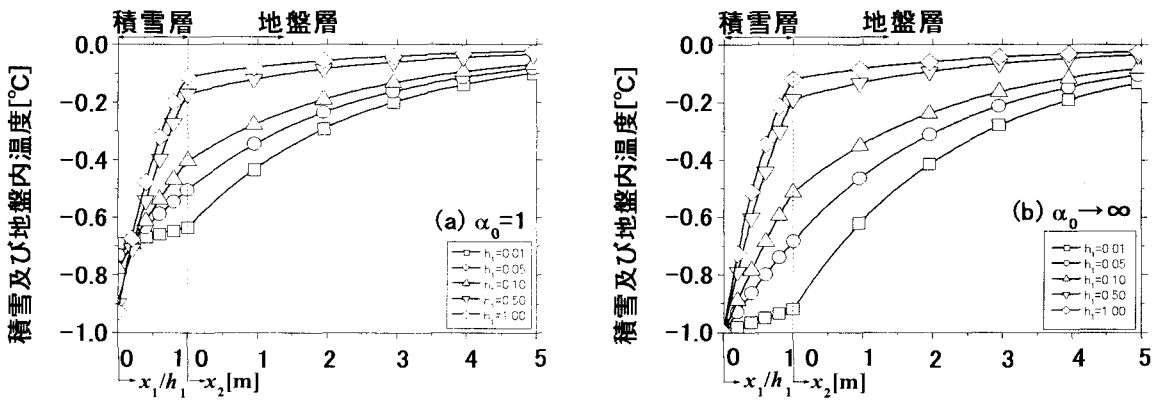 積雪層 地盤層
積雪及び地盤内温度[℃]
0.0
−0.2
−0.4
−0.6
−0.8
−1.0
(a) α₀=1
h₁=0.01
h₁=0.05
h₁=0.10
h₁=0.50
h₁=1.00
0 1 0 1 2 3 4 5
x₁/h₁ x₂[m]
積雪層 地盤層
積雪及び地盤内温度[℃]
0.0
−0.2
−0.4
−0.6
−0.8
−1.0
(b) α₀→∞
h₁=0.01
h₁=0.05
h₁=0.10
h₁=0.50
h₁=1.00
0 1 0 1 2 3 4 5
x₁/h₁ x₂[m]